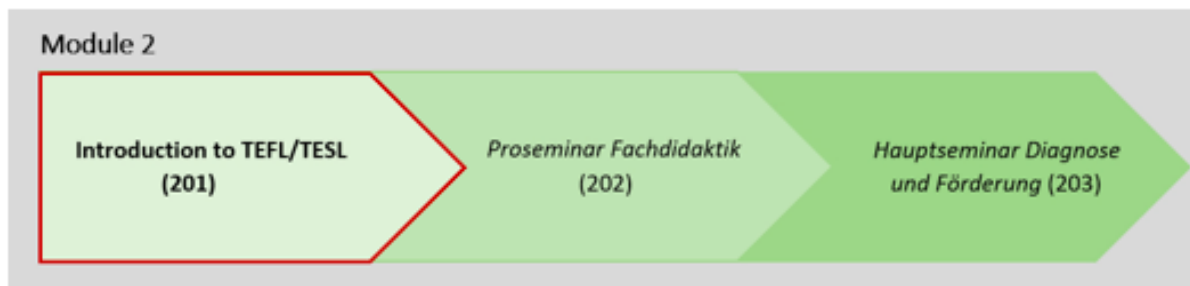 Module 2
Introduction to TEFL/TESL
(201)
Proseminar Fachdidaktik
(202)
Hauptseminar Diagnose
und Förderung (203)